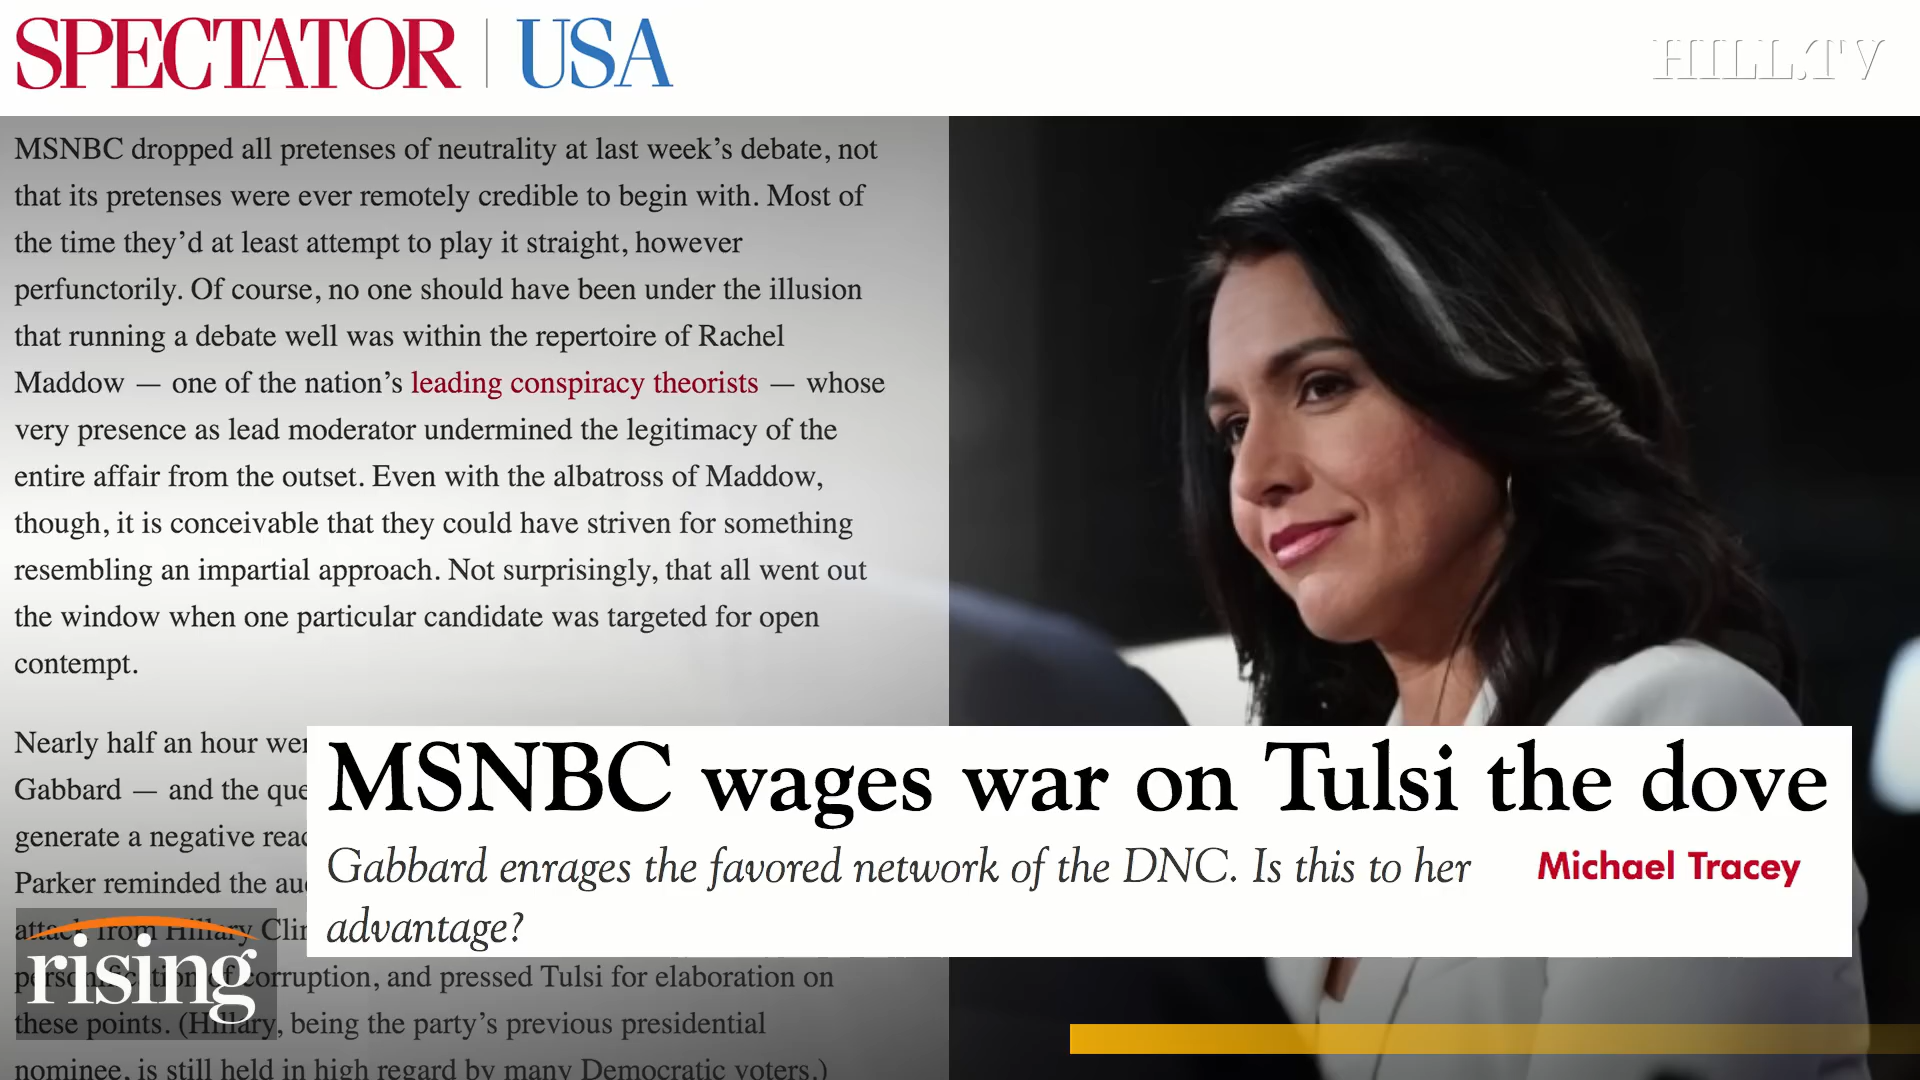 SPECTATOR | USA
HILL.TV
MSNBC dropped all pretenses of neutrality at last week’s debate, not
that its pretenses were ever remotely credible to begin with. Most of
the time they’d at least attempt to play it straight, however
perfunctorily. Of course, no one should have been under the illusion
that running a debate well was within the repertoire of Rachel
Maddow — one of the nation’s leading conspiracy theorists — whose
very presence as lead moderator undermined the legitimacy of the
entire affair from the outset. Even with the albatross of Maddow,
though, it is conceivable that they could have striven for something
resembling an impartial approach. Not surprisingly, that all went out
the window when one particular candidate was targeted for open
contempt.
Nearly half an hour
Gabbard — and the
generate a negative
Parker reminded the
attack from Hillary
personification of corruption, and pressed Tulsi for elaboration on
these points. (Hillary, being the party’s previous presidential
nominee, is still held in high regard by many Democratic voters.)
MSNBC wages war on Tulsi the dove
Gabbard enrages the favored network of the DNC. Is this to her
advantage?
Michael Tracey
rising